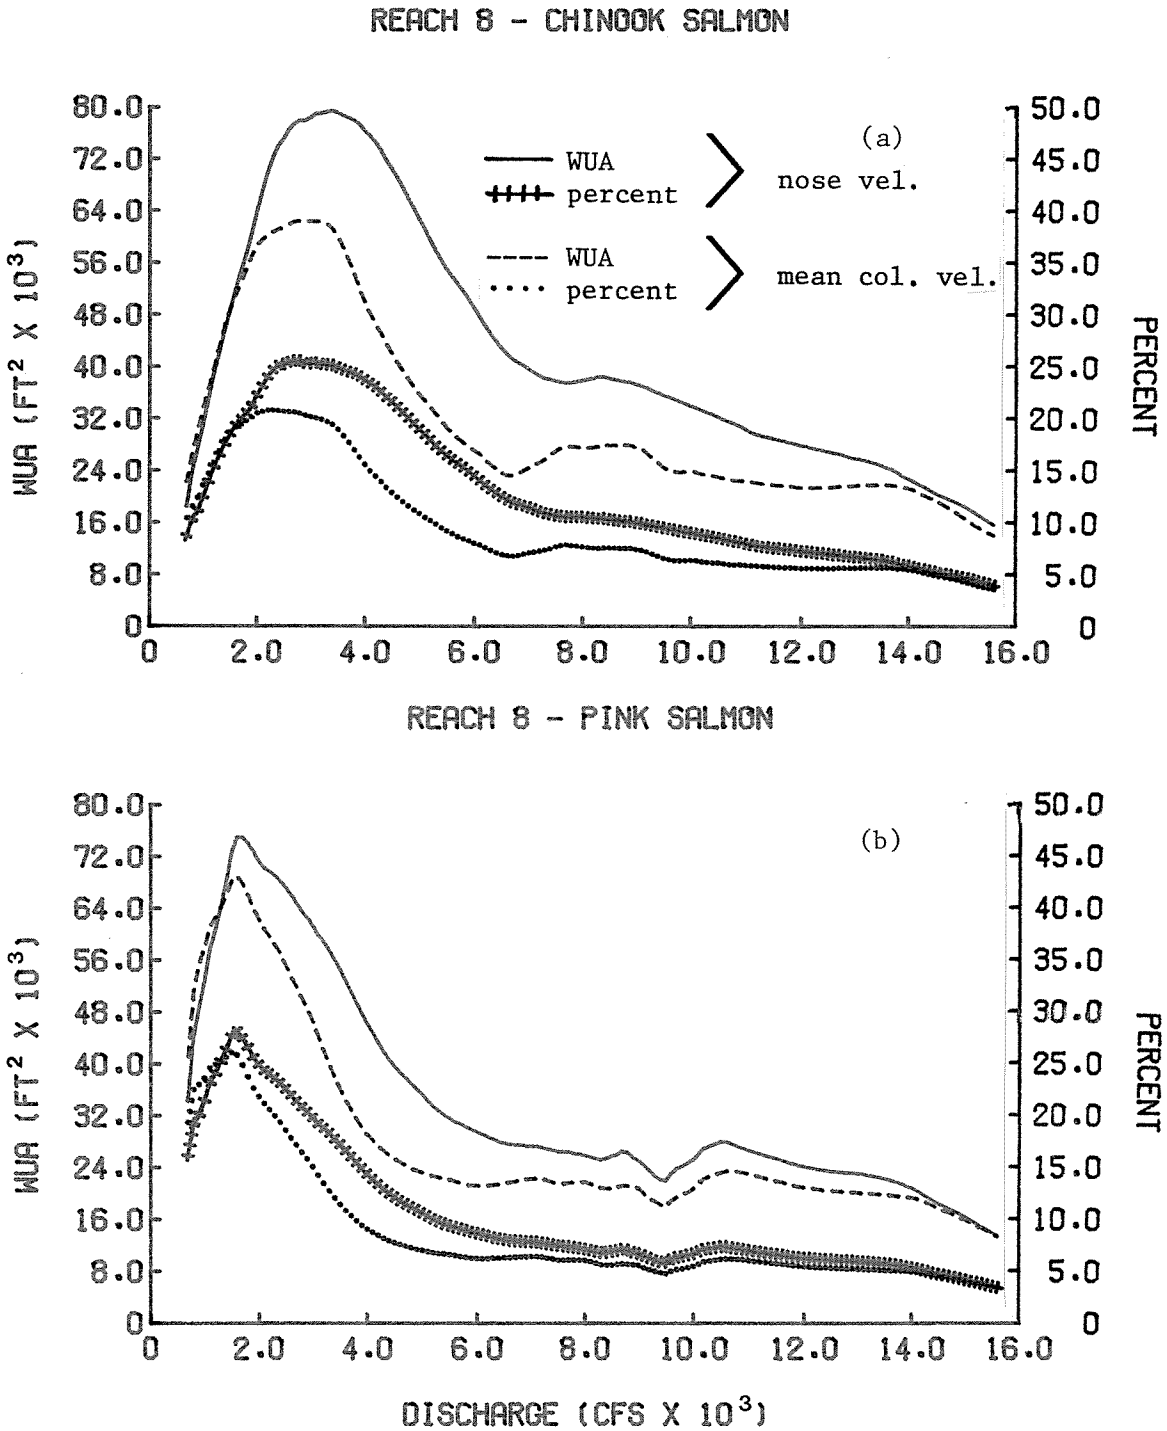 REACH 8 - CHINOOK SALMON
80.0
72.0
64.0
56.0
48.0
40.0
32.0
24.0
16.0
8.0
0
WUA (FT² X 10³)
50.0
45.0
40.0
35.0
30.0
25.0
20.0
15.0
10.0
5.0
0
PERCENT
(a)
WUA
percent
nose vel.
WUA
percent
mean col. vel.
0 2.0 4.0 6.0 8.0 10.0 12.0 14.0 16.0
REACH 8 - PINK SALMON
80.0
72.0
64.0
56.0
48.0
40.0
32.0
24.0
16.0
8.0
0
WUA (FT² X 10³)
50.0
45.0
40.0
35.0
30.0
25.0
20.0
15.0
10.0
5.0
0
PERCENT
(b)
0 2.0 4.0 6.0 8.0 10.0 12.0 14.0 16.0
DISCHARGE (CFS X 10³)